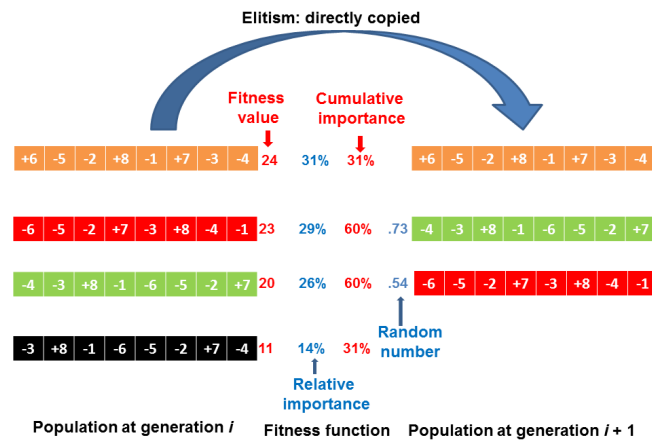 Elitism: directly copied
Fitness value
Cumulative importance
+6 -5 -2 +8 -1 +7 -3 -4 24 31% 31% +6 -5 -2 +8 -1 +7 -3 -4
-6 -5 -2 +7 -3 +8 -4 -1 23 29% 60% .73 -4 -3 +8 -1 -6 -5 -2 +7
-4 -3 +8 -1 -6 -5 -2 +7 20 26% 60% .54 -6 -5 -2 +7 -3 +8 -4 -1
Random number
-3 +8 -1 -6 -5 -2 +7 -4 11 14% 31%
Relative importance
Population at generation i Fitness function Population at generation i + 1